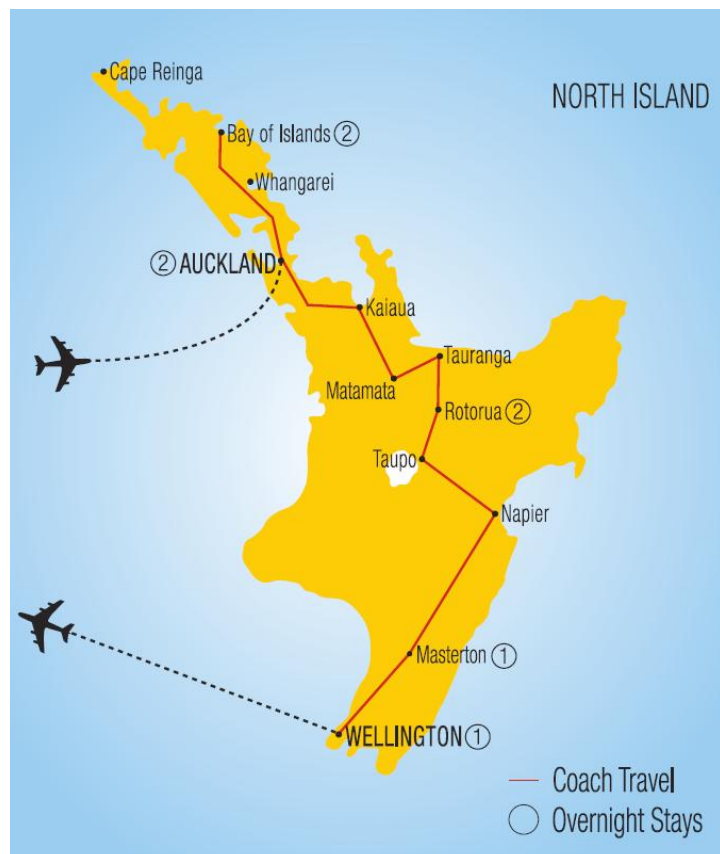 Cape Reinga
NORTH ISLAND
Bay of Islands ②
Whangarei
② AUCKLAND
Kaiaua
Tauranga
Matamata
Rotorua ②
Taupo
Napier
Masterton ①
WELLINGTON ①
Coach Travel
Overnight Stays